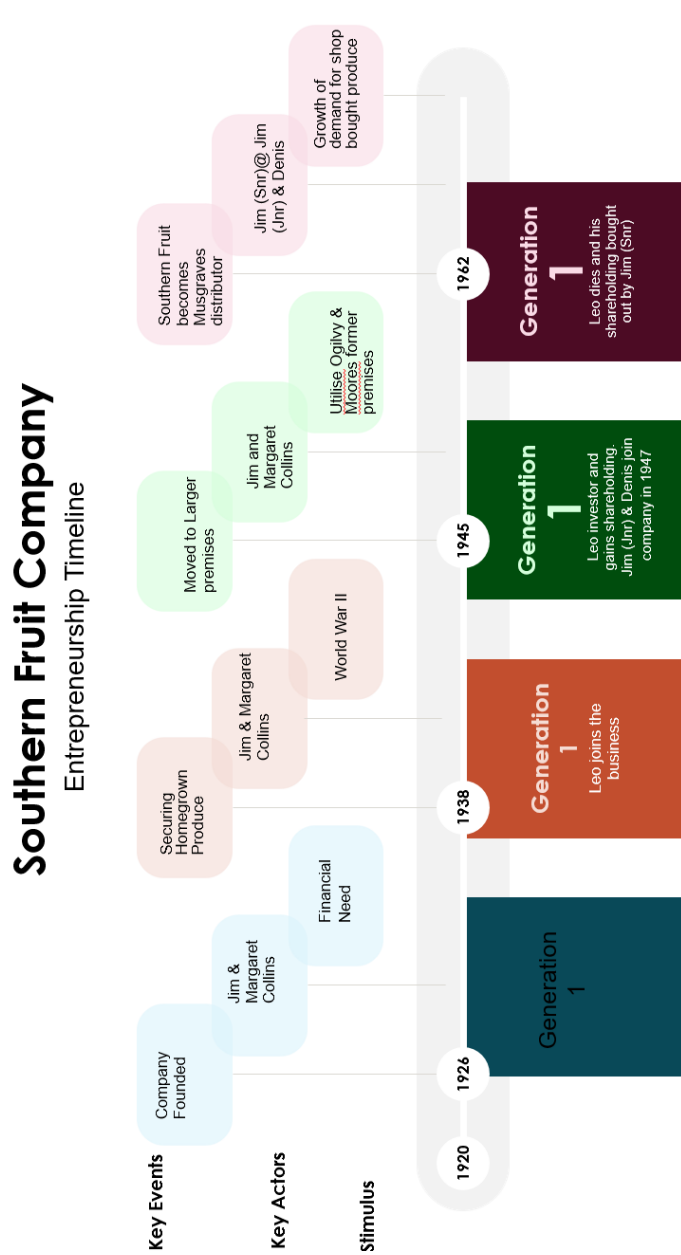 Southern Fruit Company
Entrepreneurship Timeline
Key Events
Company
Founded
Securing
Homegrown
Produce
Moved to Larger
premises
Southern Fruit
becomes
Musgraves
distributor
Key Actors
Jim &
Margaret
Collins
Jim & Margaret
Collins
Jim and
Margaret
Collins
Jim (Snr)@ Jim
(Jnr) & Denis
Stimulus
Financial
Need
World War II
Utilise Ogilvy &
Moores former
premises
Growth of
demand for shop
bought produce
1920
1926
1938
1945
1962
Generation
1
Generation
1
Leo joins the
business
Generation
1
Leo investor and
gains shareholding.
Jim (Jnr) & Denis join
company in 1947
Generation
1
Leo dies and his
shareholding bought
out by Jim (Snr)